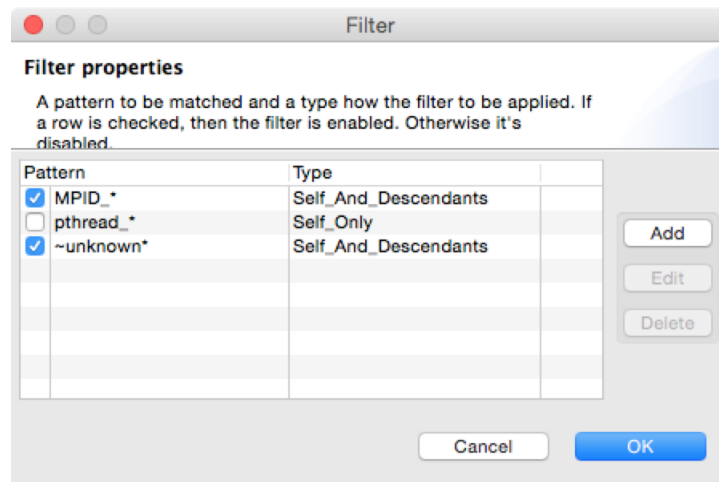 Filter
Filter properties
A pattern to be matched and a type how the filter to be applied. If
a row is checked, then the filter is enabled. Otherwise it's
disabled.
Pattern Type
MPID_* Self_And_Descendants
pthread_* Self_Only
~unknown* Self_And_Descendants
Add
Edit
Delete
Cancel OK